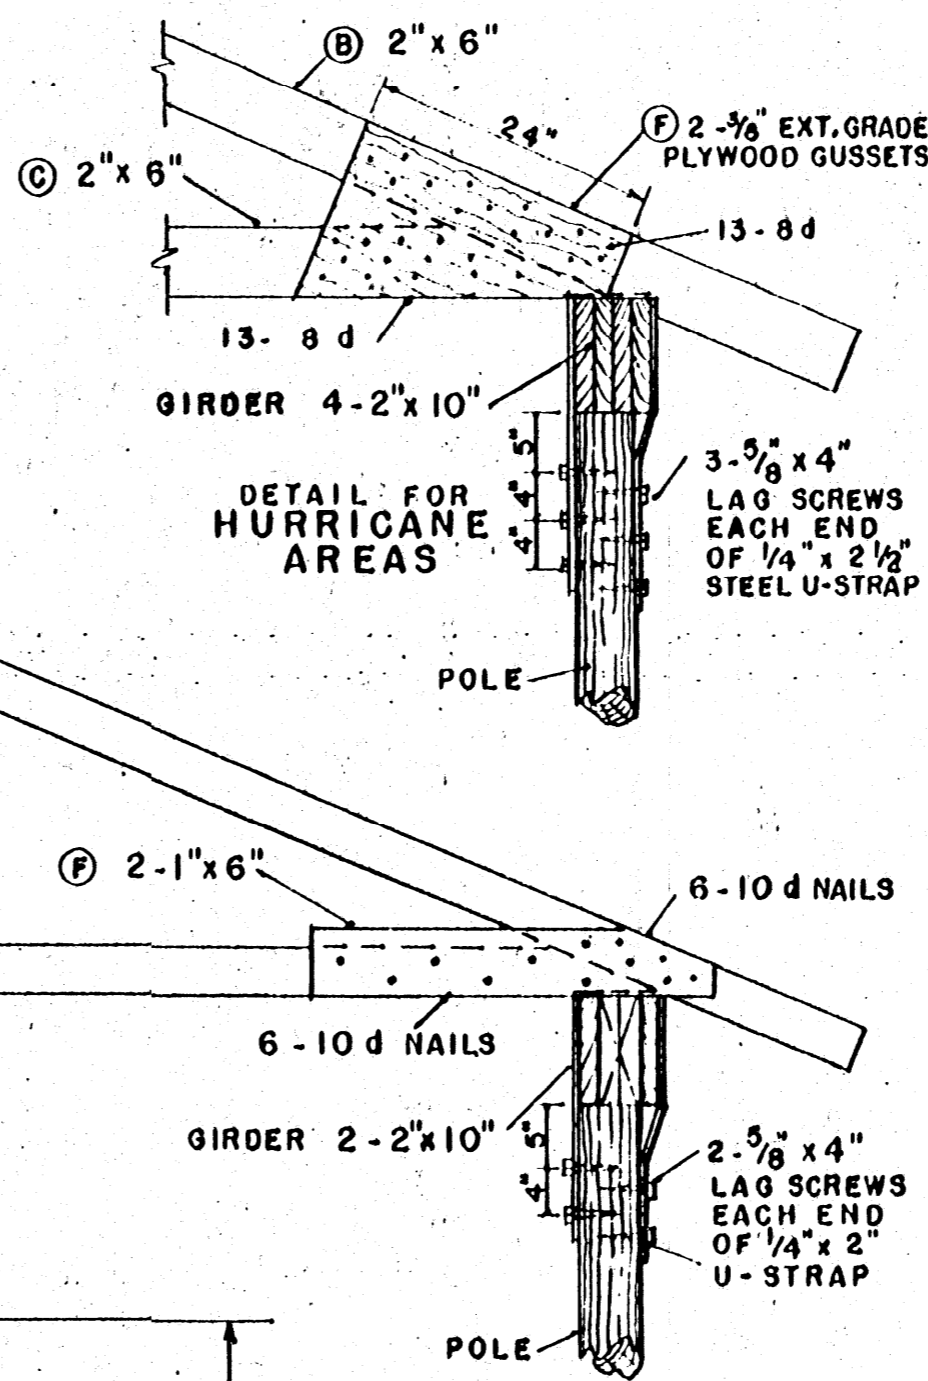 Ⓑ 2" x 6"
24"
Ⓕ 2 - 3/8" EXT. GRADE
PLYWOOD GUSSETS
Ⓒ 2" x 6"
13 - 8 d
13 - 8 d
GIRDER 4 - 2" x 10"
5"
4"
4"
DETAIL FOR
HURRICANE
AREAS
3 - 5/8" x 4"
LAG SCREWS
EACH END
OF 1/4" x 2 1/2"
STEEL U-STRAP
POLE
Ⓕ 2 - 1" x 6"
6 - 10 d NAILS
6 - 10 d NAILS
GIRDER 2 - 2" x 10"
5"
4"
2 - 5/8" x 4"
LAG SCREWS
EACH END
OF 1/4" x 2"
U - STRAP
POLE